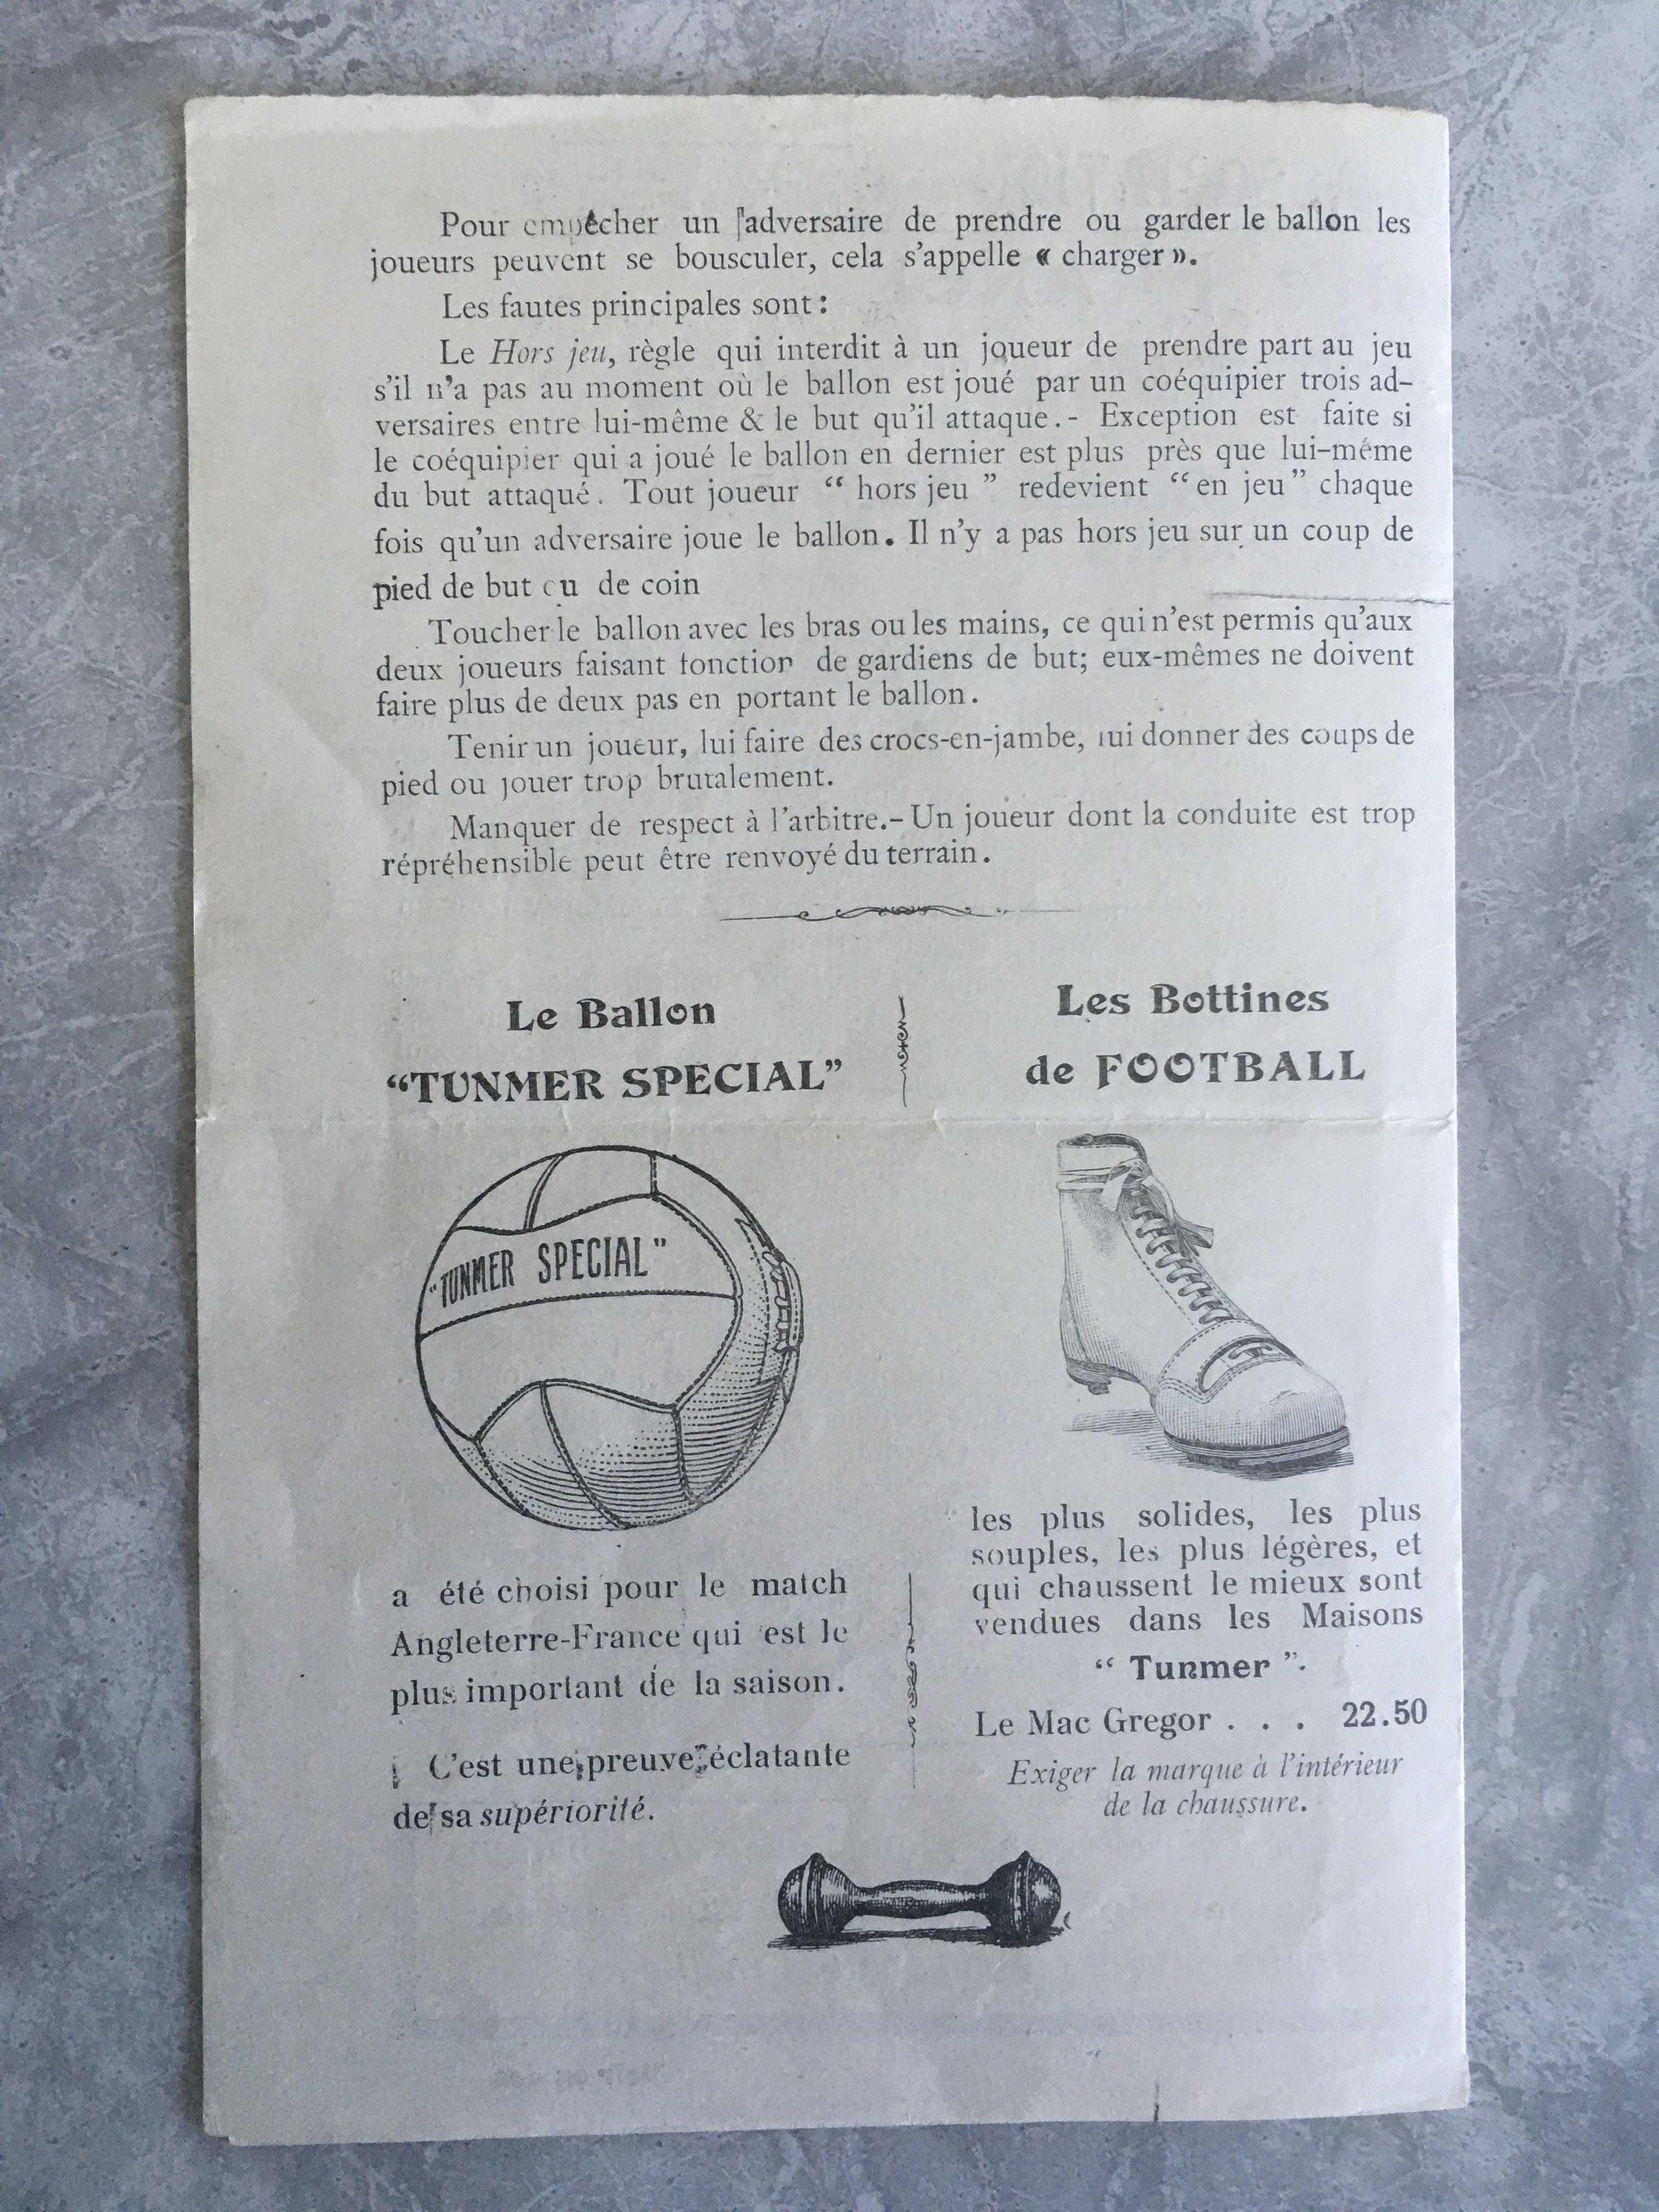 Pour empêcher un adversaire de prendre ou garder le ballon les
joueurs peuvent se bousculer, cela s'appelle « charger ».
Les fautes principales sont :
Le Hors jeu, règle qui interdit à un joueur de prendre part au jeu
s'il n'a pas au moment où le ballon est joué par un coéquipier trois ad-
versaires entre lui-même & le but qu'il attaque.- Exception est faite si
le coéquipier qui a joué le ballon en dernier est plus près que lui-même
du but attaqué. Tout joueur “ hors jeu ” redevient “ en jeu ” chaque
fois qu'un adversaire joue le ballon. Il n'y a pas hors jeu sur un coup de
pied de but ou de coin
Toucher le ballon avec les bras ou les mains, ce qui n'est permis qu'aux
deux joueurs faisant fonction de gardiens de but; eux-mêmes ne doivent
faire plus de deux pas en portant le ballon.
Tenir un joueur, lui faire des crocs-en-jambe, lui donner des coups de
pied ou jouer trop brutalement.
Manquer de respect à l'arbitre.- Un joueur dont la conduite est trop
répréhensible peut être renvoyé du terrain.
Le Ballon
“TUNMER SPECIAL”
"TUNMER SPECIAL"
a été choisi pour le match
Angleterre-France qui est le
plus important de la saison.
C'est une preuve éclatante
de sa supériorité.
Les Bottines
de FOOTBALL
les plus solides, les plus
souples, les plus légères, et
qui chaussent le mieux sont
vendues dans les Maisons
“ Tunmer ”.
Le Mac Gregor . . . 22.50
Exiger la marque à l'intérieur
de la chaussure.